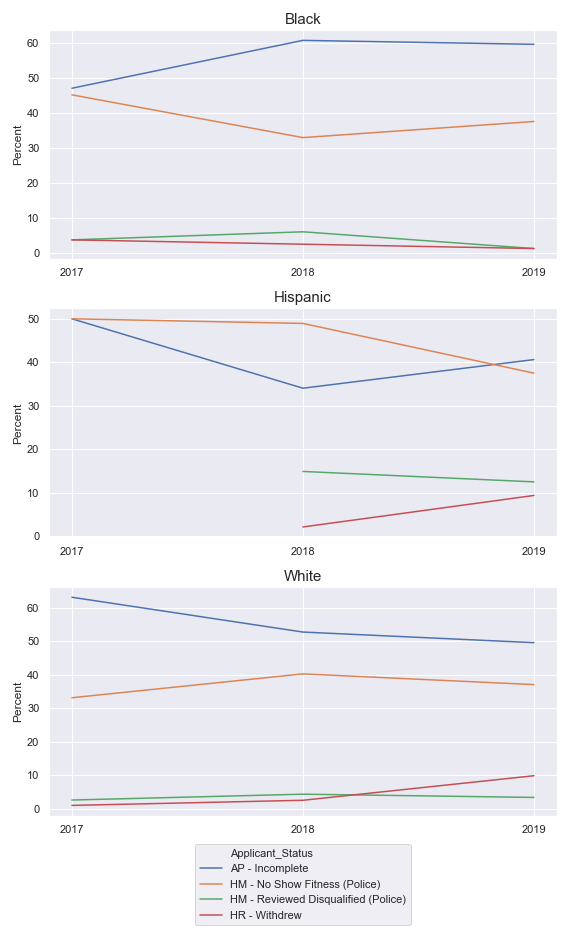 Black
60
50
40
30
20
10
0
Percent
2017 2018 2019
Hispanic
50
40
30
20
10
0
Percent
2017 2018 2019
White
60
50
40
30
20
10
0
Percent
2017 2018 2019
Applicant_Status
AP - Incomplete
HM - No Show Fitness (Police)
HM - Reviewed Disqualified (Police)
HR - Withdrew